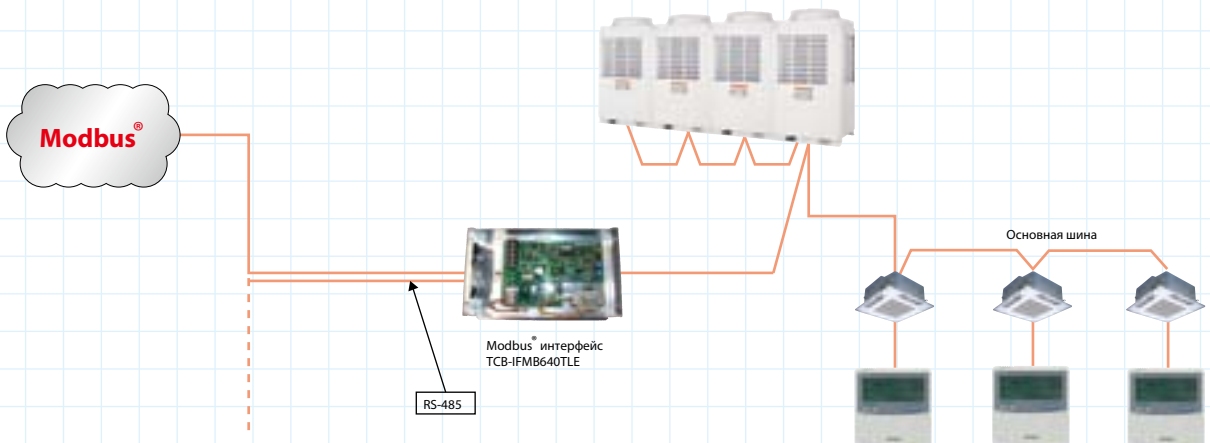 Modbus®
Основная шина
Modbus® интерфейс
TCB-IFMB640TLE
RS-485